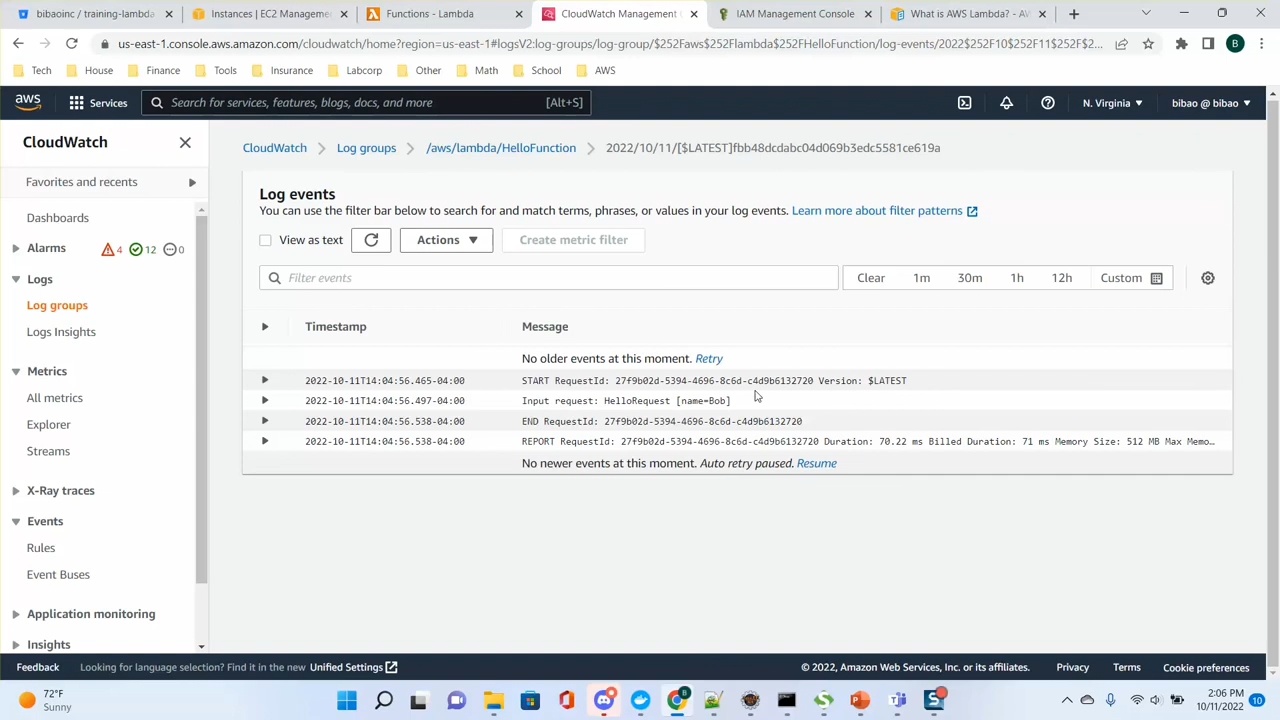 bibaoinc / training-lambda
Instances | EC2 Manageme
Functions - Lambda
CloudWatch Management
IAM Management Console
What is AWS Lambda? - AW
us-east-1.console.aws.amazon.com/cloudwatch/home?region=us-east-1#logsV2:log-groups/log-group/$252Faws$252Flambda$252FHelloFunction/log-events/2022$252F10$252F11$252F...
B
Tech
House
Finance
Tools
Insurance
Labcorp
Other
Math
School
AWS
aws
Services
Search for services, features, blogs, docs, and more
[Alt+S]
N. Virginia
bibao @ bibao
CloudWatch
Favorites and recents
Dashboards
Alarms 4 12 0
Logs
Log groups
Logs Insights
Metrics
All metrics
Explorer
Streams
X-Ray traces
Events
Rules
Event Buses
Application monitoring
Insights
CloudWatch
Log groups
/aws/lambda/HelloFunction
2022/10/11/[$LATEST]fbb48dcdabc04d069b3edc5581ce619a
Log events
You can use the filter bar below to search for and match terms, phrases, or values in your log events. Learn more about filter patterns
View as text
Actions
Create metric filter
Filter events
Clear
1m
30m
1h
12h
Custom
Timestamp
Message
No older events at this moment. Retry
2022-10-11T14:04:56.465-04:00 START RequestId: 27f9b02d-5394-4696-8c6d-c4d9b6132720 Version: $LATEST
2022-10-11T14:04:56.497-04:00 Input request: HelloRequest [name=Bob]
2022-10-11T14:04:56.538-04:00 END RequestId: 27f9b02d-5394-4696-8c6d-c4d9b6132720
2022-10-11T14:04:56.538-04:00 REPORT RequestId: 27f9b02d-5394-4696-8c6d-c4d9b6132720 Duration: 70.22 ms Billed Duration: 71 ms Memory Size: 512 MB Max Memo...
No newer events at this moment. Auto retry paused. Resume
Feedback
Looking for language selection? Find it in the new Unified Settings
© 2022, Amazon Web Services, Inc. or its affiliates.
Privacy
Terms
Cookie preferences
72°F
Sunny
2:06 PM
10/11/2022
10